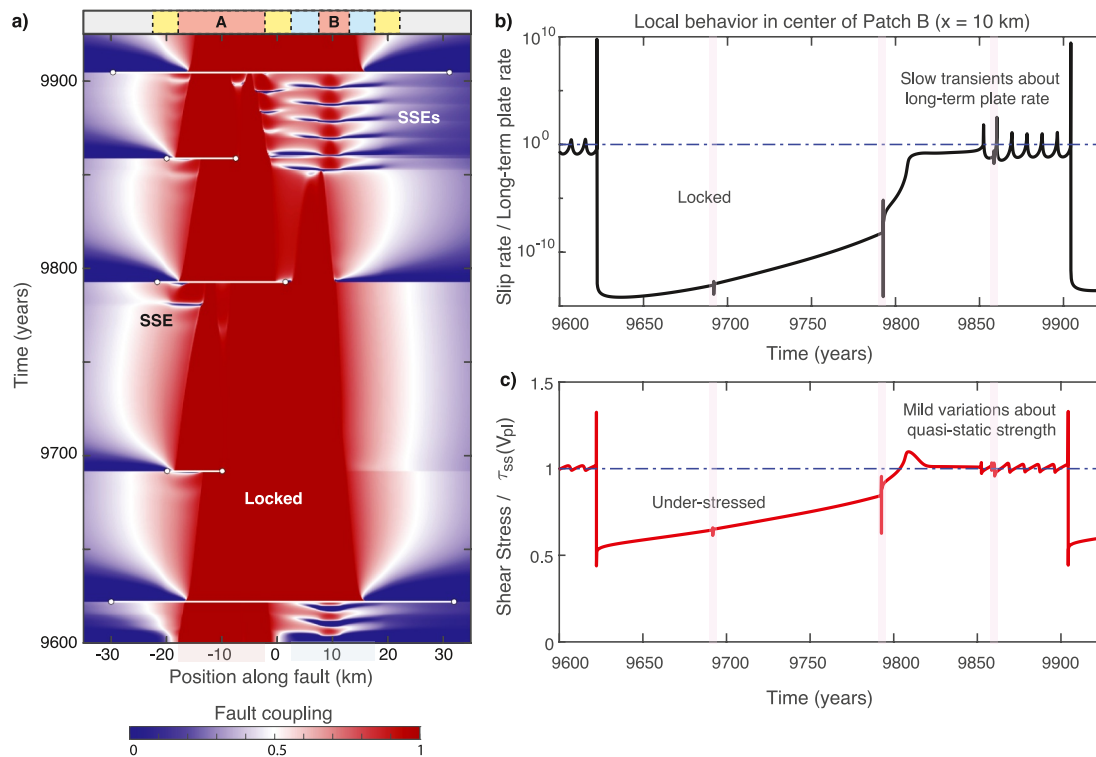 a)
A
B
9900
9800
9700
9600
Time (years)
SSEs
SSE
Locked
-30
-20
-10
0
10
20
30
Position along fault (km)
Fault coupling
0
0.5
1
b)
Local behavior in center of Patch B (x = 10 km)
10^10
10^0
10^-10
Slip rate / Long-term plate rate
Slow transients about
long-term plate rate
Locked
9600
9650
9700
9750
9800
9850
9900
Time (years)
c)
1.5
1
0.5
0
Shear Stress / τss(Vpl)
Mild variations about
quasi-static strength
Under-stressed
9600
9650
9700
9750
9800
9850
9900
Time (years)